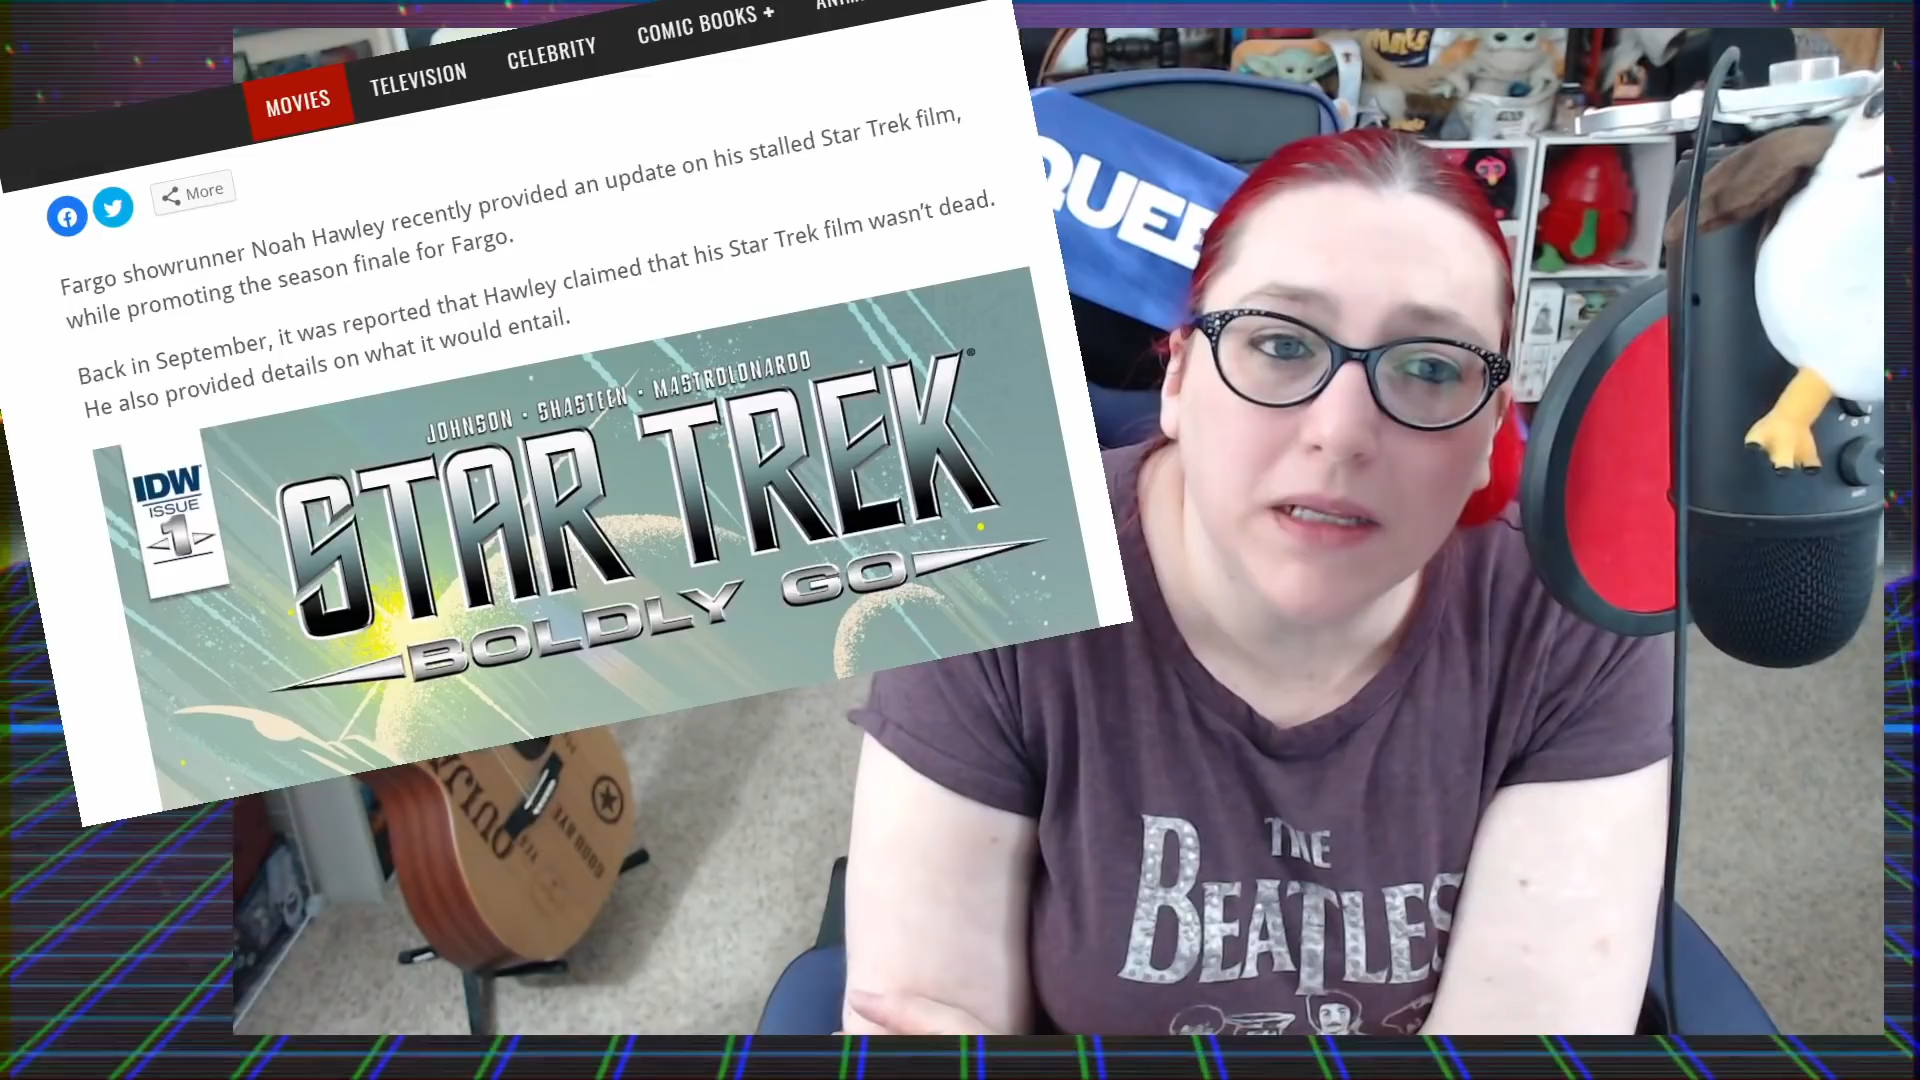 MOVIES TELEVISION CELEBRITY COMIC BOOKS +
More
Fargo showrunner Noah Hawley recently provided an update on his stalled Star Trek film,
while promoting the season finale for Fargo.
Back in September, it was reported that Hawley claimed that his Star Trek film wasn't dead.
He also provided details on what it would entail.
JOHNSON · SHASTEEN · MASTROLONARDO
IDW
ISSUE
1
STAR TREK
BOLDLY GO
THE
BEATLES